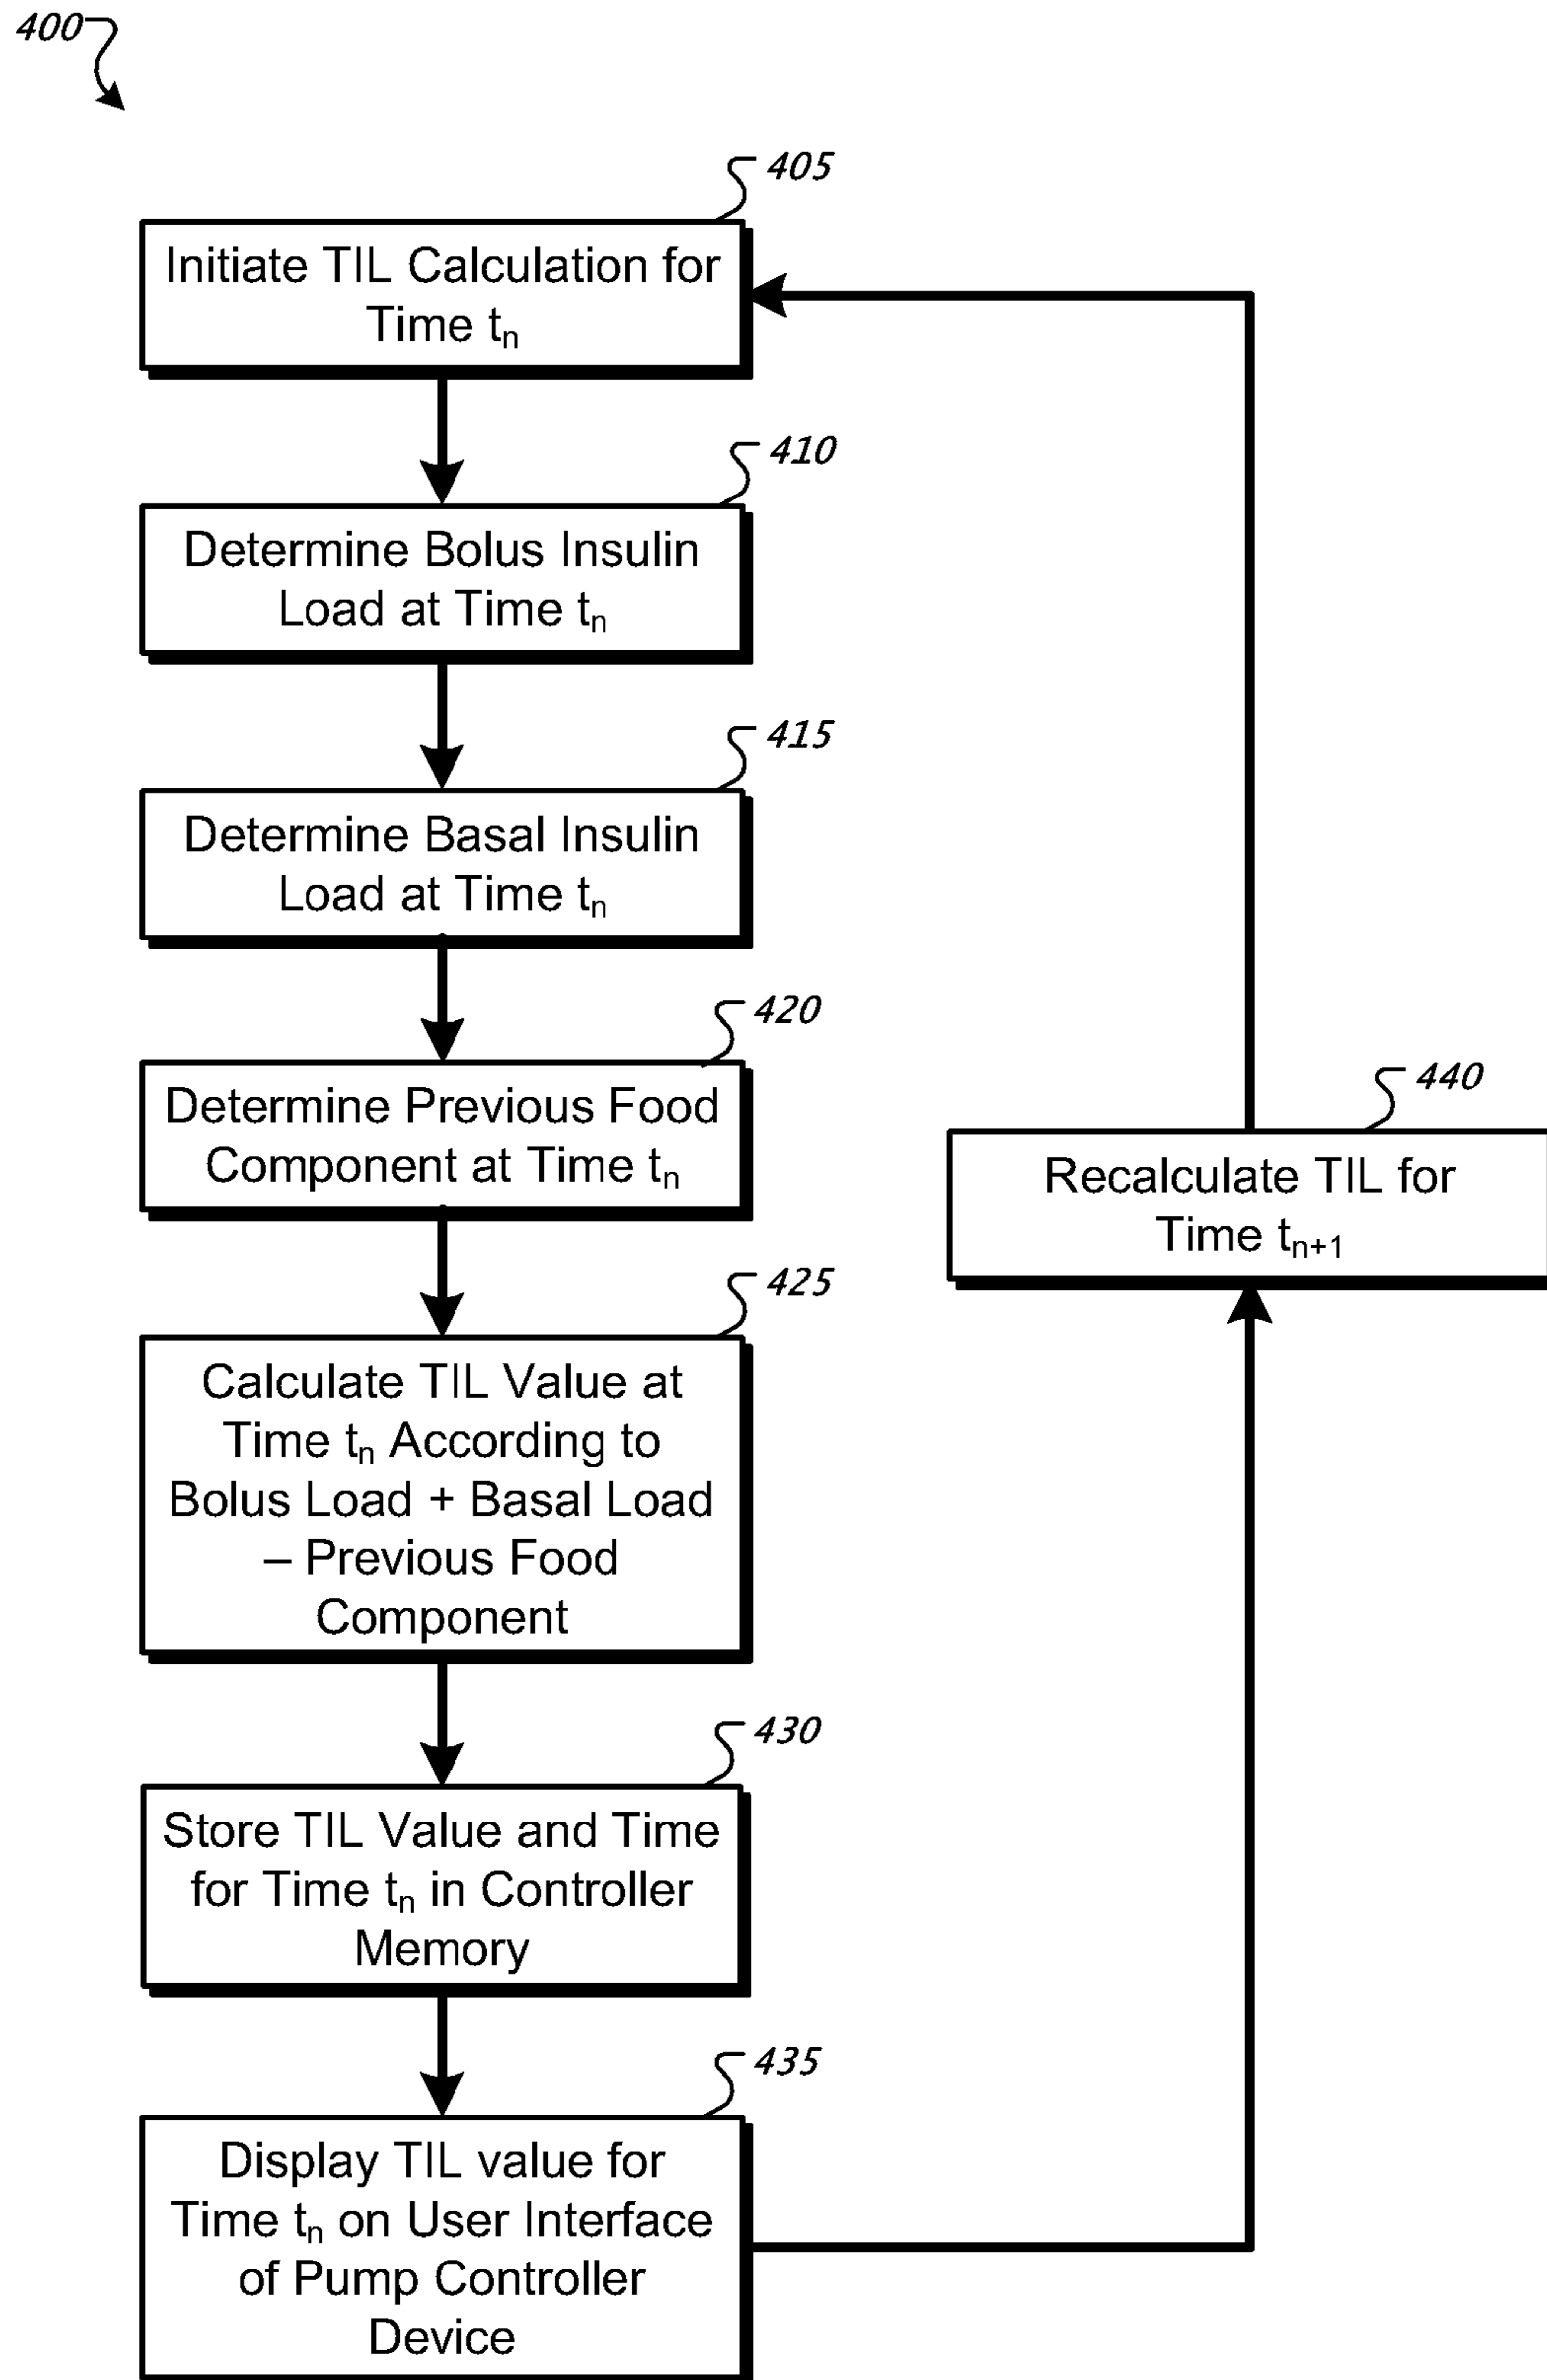 400
405
Initiate TIL Calculation for
Time tn
410
Determine Bolus Insulin
Load at Time tn
415
Determine Basal Insulin
Load at Time tn
420
Determine Previous Food
Component at Time tn
440
Recalculate TIL for
Time tn+1
425
Calculate TIL Value at
Time tn According to
Bolus Load + Basal Load
– Previous Food
Component
430
Store TIL Value and Time
for Time tn in Controller
Memory
435
Display TIL value for
Time tn on User Interface
of Pump Controller
Device